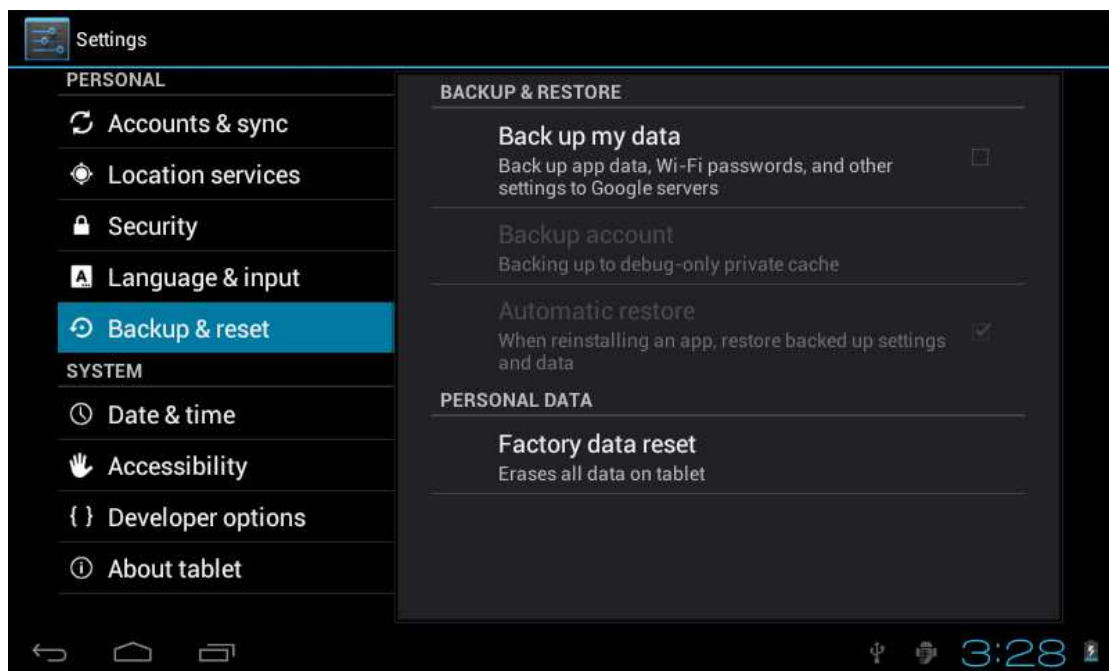 Settings
PERSONAL
Accounts & sync
Location services
Security
Language & input
Backup & reset
SYSTEM
Date & time
Accessibility
{ } Developer options
About tablet
BACKUP & RESTORE
Back up my data
Back up app data, Wi-Fi passwords, and other
settings to Google servers
Backup account
Backing up to debug-only private cache
Automatic restore
When reinstalling an app, restore backed up settings
and data
PERSONAL DATA
Factory data reset
Erases all data on tablet
3:28